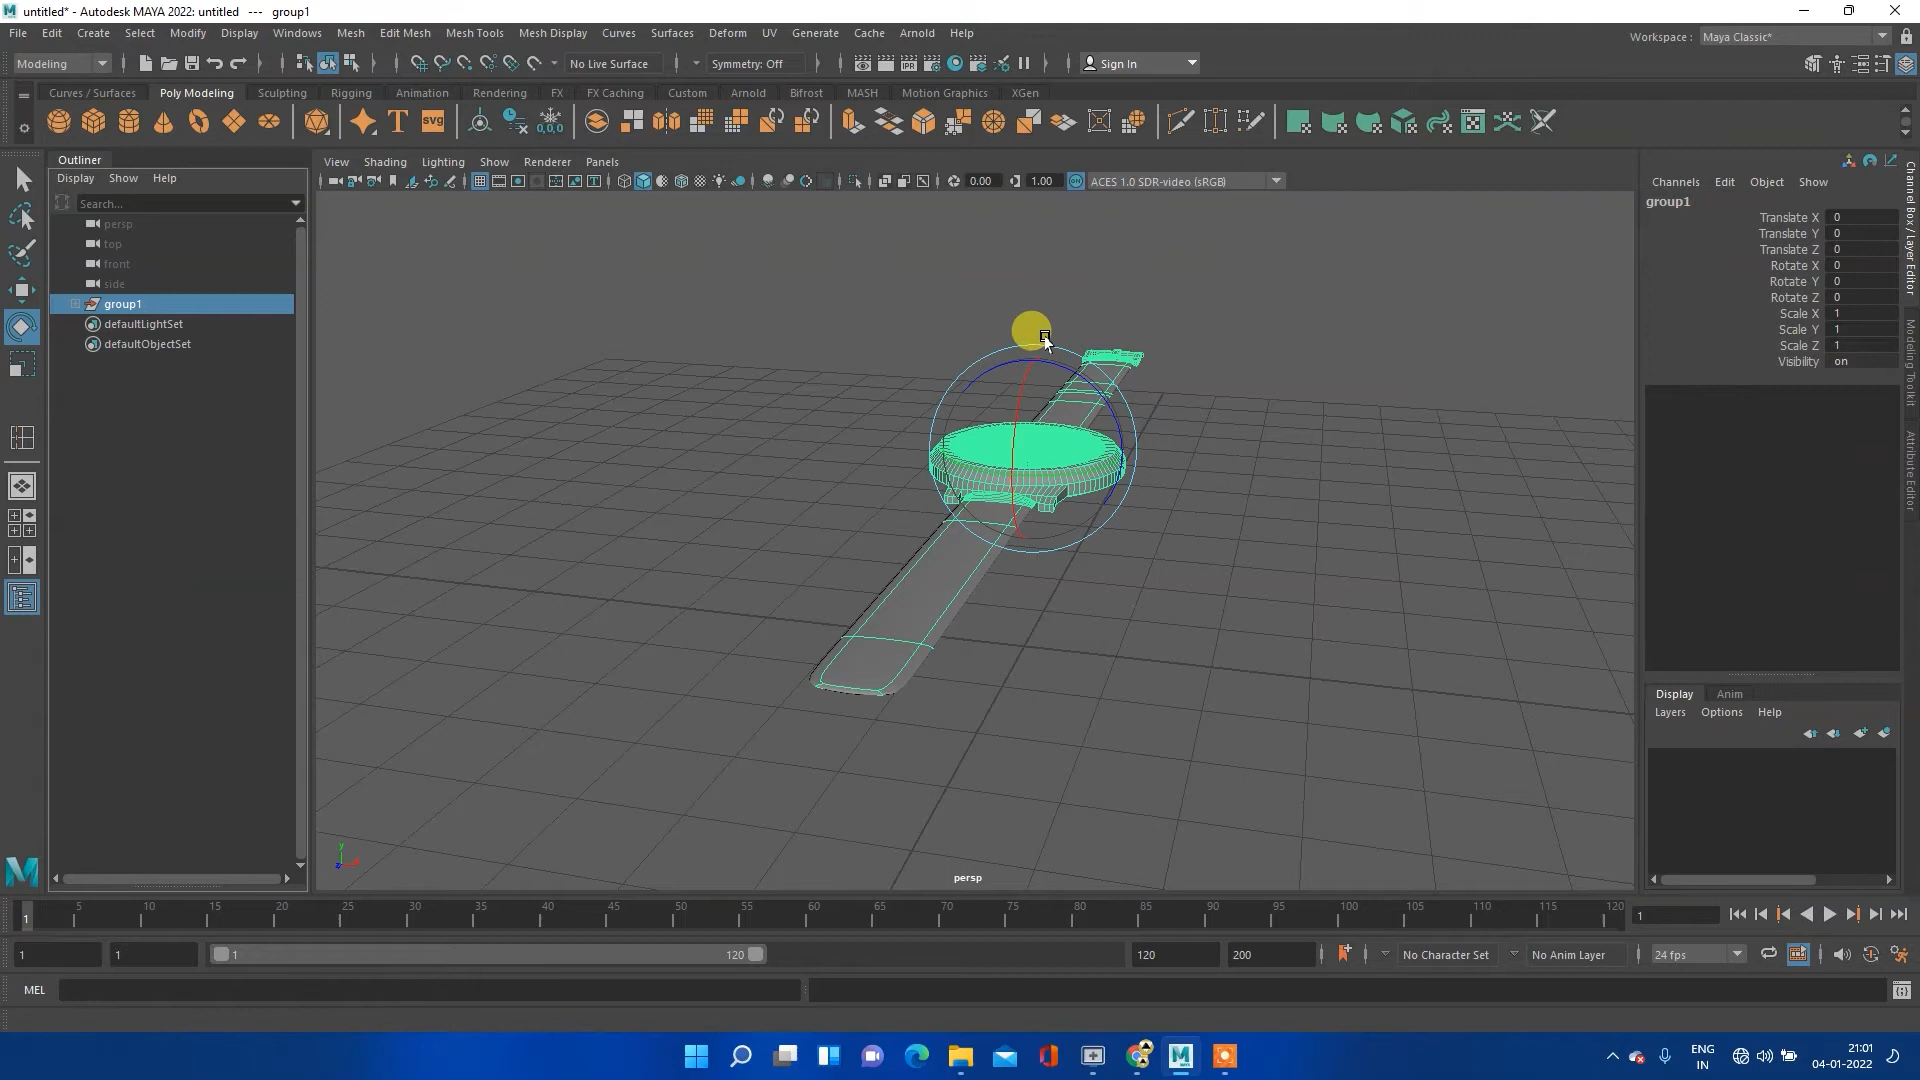 untitled* - Autodesk MAYA 2022: untitled --- group1
File Edit Create Select Modify Display Windows Mesh Edit Mesh Mesh Tools Mesh Display Curves Surfaces Deform UV Generate Cache Arnold Help
Workspace : Maya Classic*
Modeling No Live Surface Symmetry: Off Sign In
Curves / Surfaces Poly Modeling Sculpting Rigging Animation Rendering FX FX Caching Custom Arnold Bifrost MASH Motion Graphics XGen
T svg 0,0,0
Outliner
Display Show Help
Search...
persp
top
front
side
group1
defaultLightSet
defaultObjectSet
View Shading Lighting Show Renderer Panels
0.00 1.00 ACES 1.0 SDR-video (sRGB)
persp
Channels Edit Object Show
group1
Translate X 0
Translate Y 0
Translate Z 0
Rotate X 0
Rotate Y 0
Rotate Z 0
Scale X 1
Scale Y 1
Scale Z 1
Visibility on
Channel Box / Layer Editor
Modeling Toolkit
Attribute Editor
Display Anim
Layers Options Help
5 10 15 20 25 30 35 40 45 50 55 60 65 70 75 80 85 90 95 100 105 110 115 120
1 1
1 1 1 120 120 200 No Character Set No Anim Layer 24 fps
MEL
ENG
IN
21:01
04-01-2022